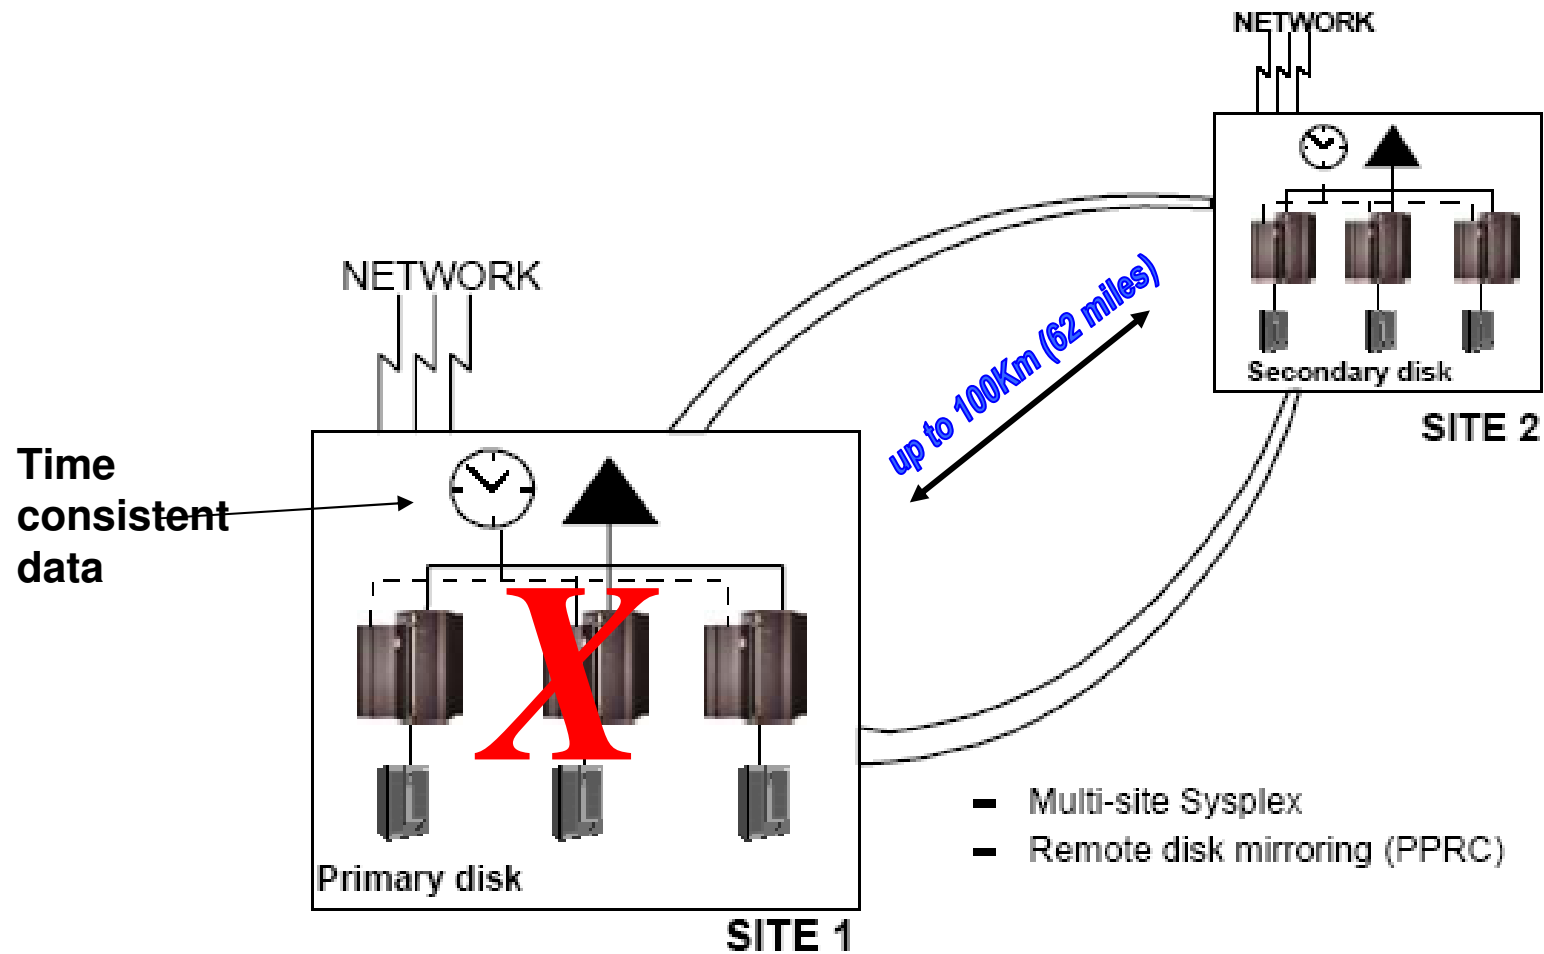 NETWORK
NETWORK
up to 100Km (62 miles)
Secondary disk
SITE 2
Time
consistent
data
X
Primary disk
SITE 1
- Multi-site Sysplex
- Remote disk mirroring (PPRC)